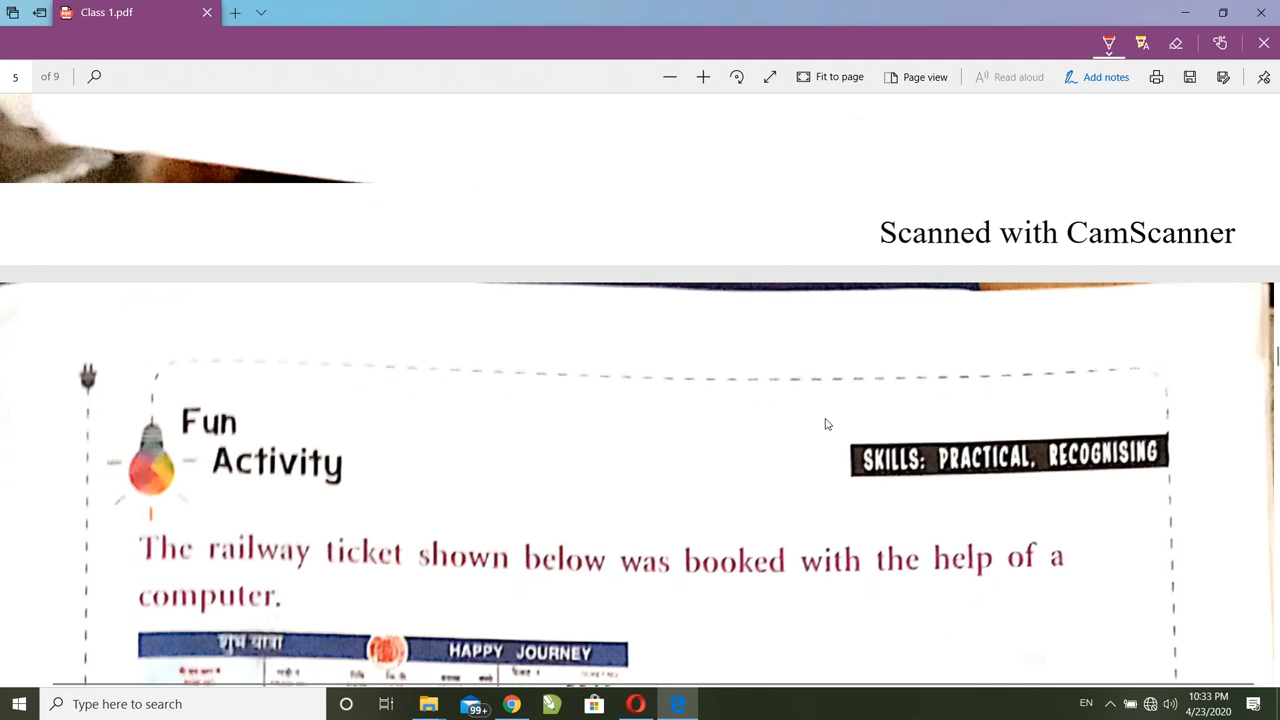 Class 1.pdf
5 of 9
Fit to page
Page view
Read aloud
Add notes
Scanned with CamScanner
Fun
Activity
SKILLS: PRACTICAL, RECOGNISING
The railway ticket shown below was booked with the help of a
computer.
शुभ यात्रा HAPPY JOURNEY
Type here to search
99+
EN
10:33 PM
4/23/2020